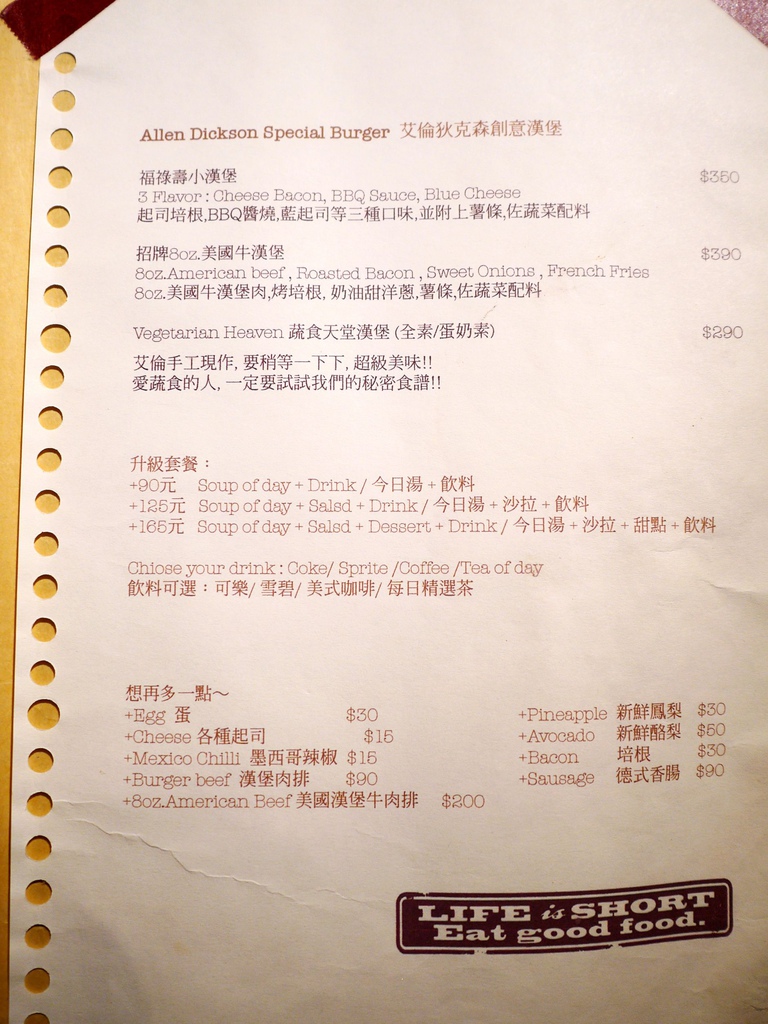 Allen Dickson Special Burger 艾倫狄克森創意漢堡
福祿壽小漢堡 $350
3 Flavor : Cheese Bacon, BBQ Sauce, Blue Cheese
起司培根,BBQ醬燒,藍起司等三種口味,並附上薯條,佐蔬菜配料
招牌8oz.美國牛漢堡 $390
8oz.American beef , Roasted Bacon , Sweet Onions , French Fries
8oz.美國牛漢堡肉,烤培根, 奶油甜洋蔥,薯條,佐蔬菜配料
Vegetarian Heaven 蔬食天堂漢堡 (全素/蛋奶素) $290
艾倫手工現作, 要稍等一下下, 超級美味!!
愛蔬食的人, 一定要試試我們的秘密食譜!!
升級套餐：
+90元 Soup of day + Drink / 今日湯 + 飲料
+125元 Soup of day + Salsd + Drink / 今日湯 + 沙拉 + 飲料
+165元 Soup of day + Salsd + Dessert + Drink / 今日湯 + 沙拉 + 甜點 + 飲料
Chiose your drink : Coke/ Sprite /Coffee /Tea of day
飲料可選：可樂/ 雪碧/ 美式咖啡/ 每日精選茶
想再多一點～
+Egg 蛋 $30
+Cheese 各種起司 $15
+Mexico Chilli 墨西哥辣椒 $15
+Burger beef 漢堡肉排 $90
+8oz.American Beef 美國漢堡牛肉排 $200
+Pineapple 新鮮鳳梨 $30
+Avocado 新鮮酪梨 $50
+Bacon 培根 $30
+Sausage 德式香腸 $90
LIFE is SHORT
Eat good food.